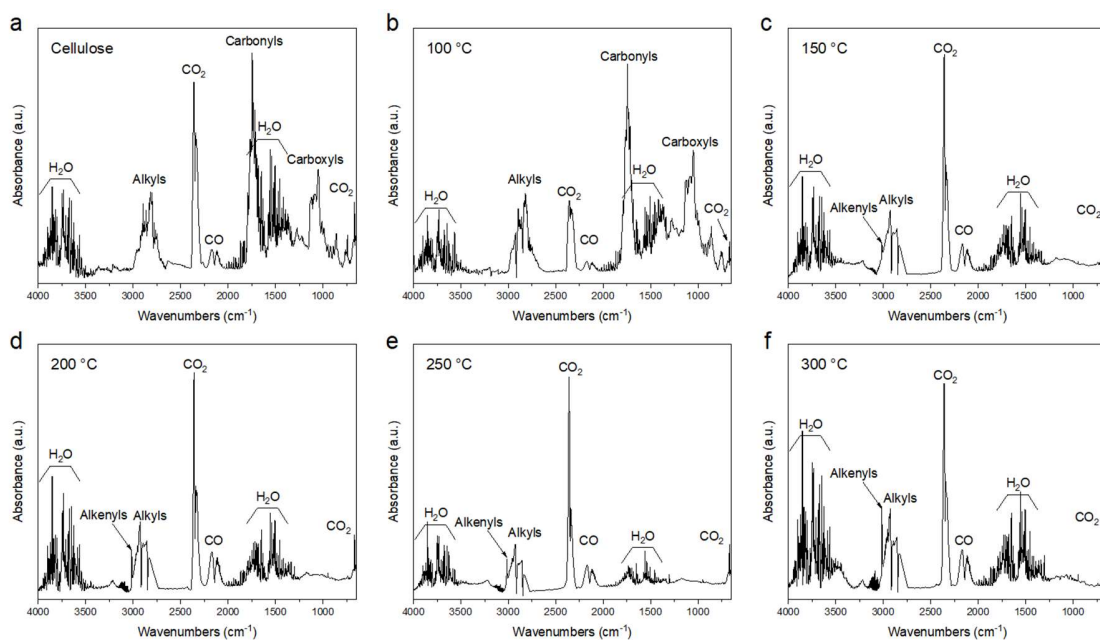 a
Cellulose
Carbonyls
CO2
H2O
H2O
Alkyls
Carboxyls
CO2
CO
Absorbance (a.u.)
4000 3500 3000 2500 2000 1500 1000
Wavenumbers (cm-1)
b
100 °C
Carbonyls
H2O
Carboxyls
H2O
Alkyls
CO2
CO2
CO
Absorbance (a.u.)
4000 3500 3000 2500 2000 1500 1000
Wavenumbers (cm-1)
c
150 °C
CO2
H2O
H2O
Alkenyls Alkyls
CO2
CO
Absorbance (a.u.)
4000 3500 3000 2500 2000 1500 1000
Wavenumbers (cm-1)
d
200 °C
CO2
H2O
H2O
Alkenyls Alkyls
CO2
CO
Absorbance (a.u.)
4000 3500 3000 2500 2000 1500 1000
Wavenumbers (cm-1)
e
250 °C
CO2
H2O
Alkenyls
Alkyls
H2O
CO2
CO
Absorbance (a.u.)
4000 3500 3000 2500 2000 1500 1000
Wavenumbers (cm-1)
f
300 °C
CO2
H2O
Alkenyls
Alkyls
H2O
CO2
CO
Absorbance (a.u.)
4000 3500 3000 2500 2000 1500 1000
Wavenumbers (cm-1)